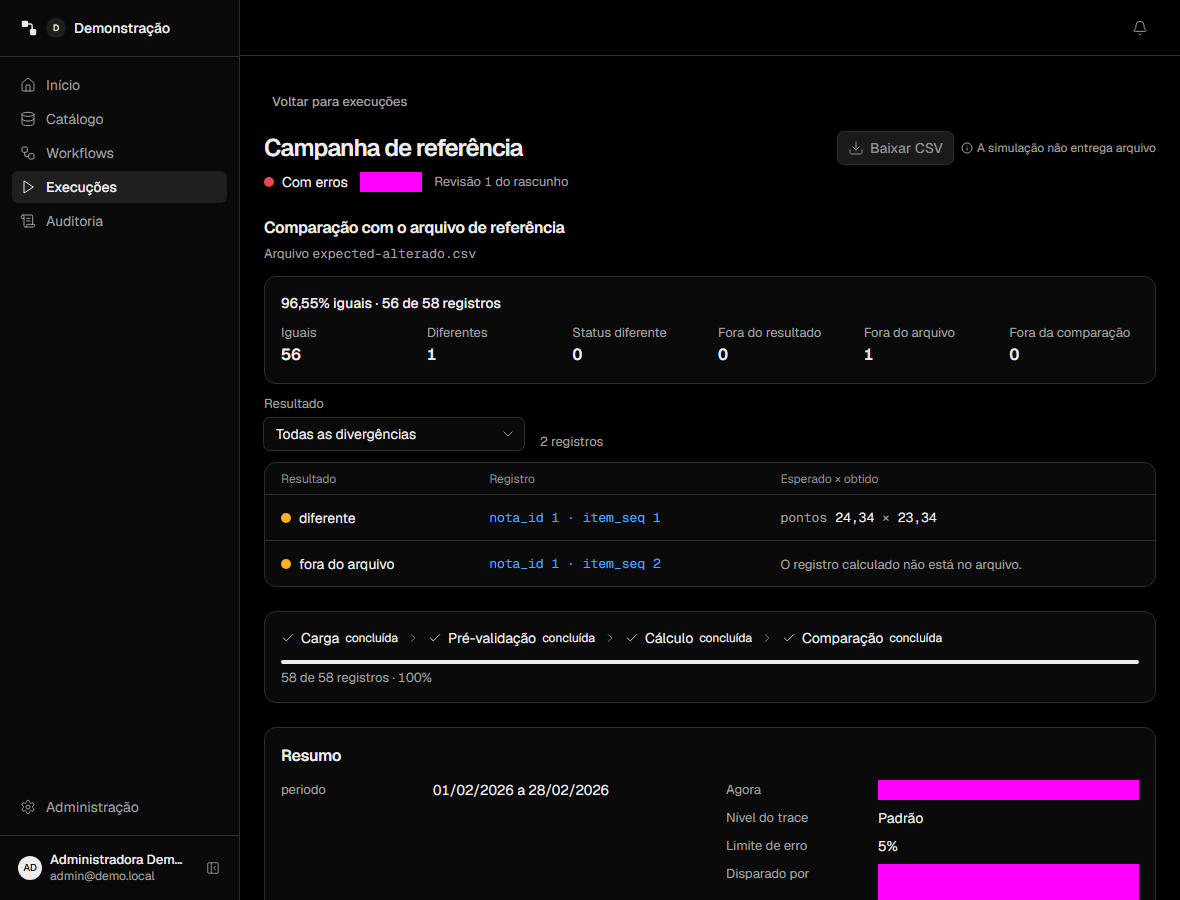 D Demonstração
Início
Catálogo
Workflows
Execuções
Auditoria
Administração
AD Administradora Dem...
admin@demo.local
Voltar para execuções
Campanha de referência
Baixar CSV
A simulação não entrega arquivo
Com erros
Revisão 1 do rascunho
Comparação com o arquivo de referência
Arquivo expected-alterado.csv
96,55% iguais · 56 de 58 registros
Iguais Diferentes Status diferente Fora do resultado Fora do arquivo Fora da comparação
56 1 0 0 1 0
Resultado
Todas as divergências
2 registros
Resultado Registro Esperado × obtido
diferente nota_id 1 · item_seq 1 pontos 24,34 × 23,34
fora do arquivo nota_id 1 · item_seq 2 O registro calculado não está no arquivo.
Carga concluída Pré-validação concluída Cálculo concluída Comparação concluída
58 de 58 registros · 100%
Resumo
periodo 01/02/2026 a 28/02/2026
Agora
Nível do trace Padrão
Limite de erro 5%
Disparado por